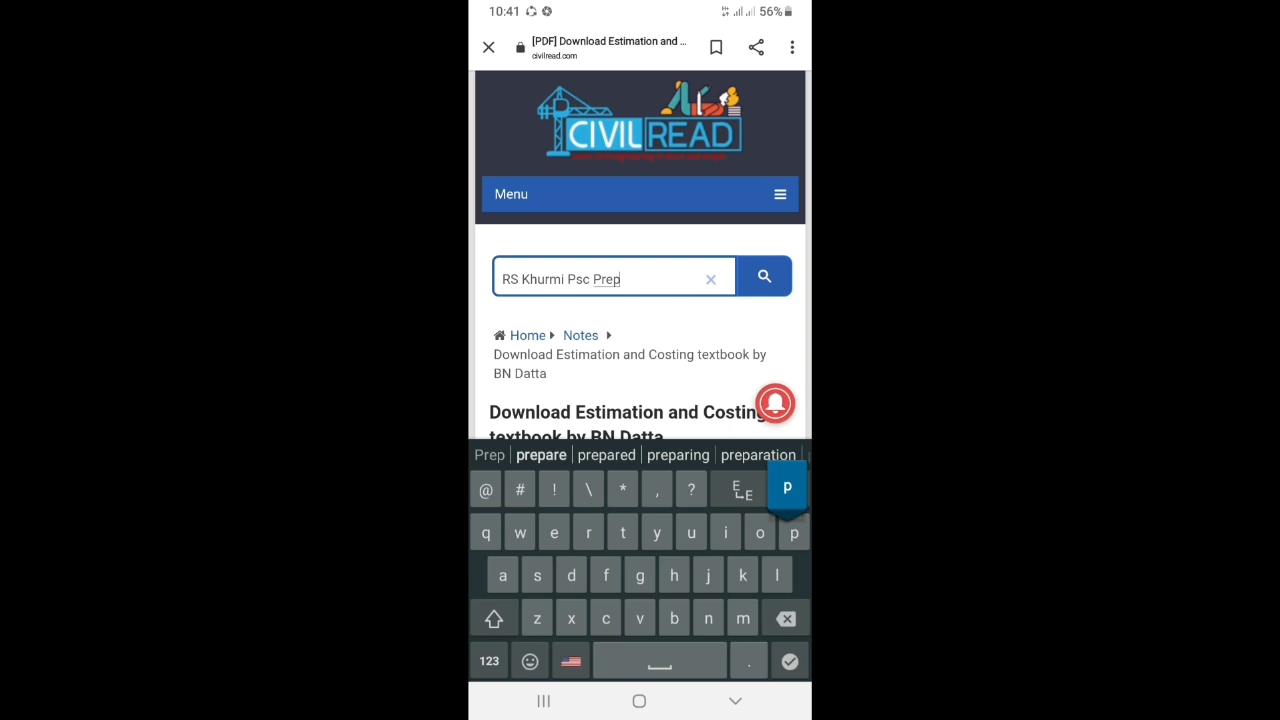 10:41 56%
[PDF] Download Estimation and ...
civilread.com
CIVIL READ
Menu
RS Khurmi Psc Prep
Home Notes
Download Estimation and Costing textbook by
BN Datta
Download Estimation and Costing
textbook by BN Datta
Prep prepare prepared preparing preparation
@ # ! \ * , ? E E p
q w e r t y u i o p
a s d f g h j k l
z x c v b n m
123 .